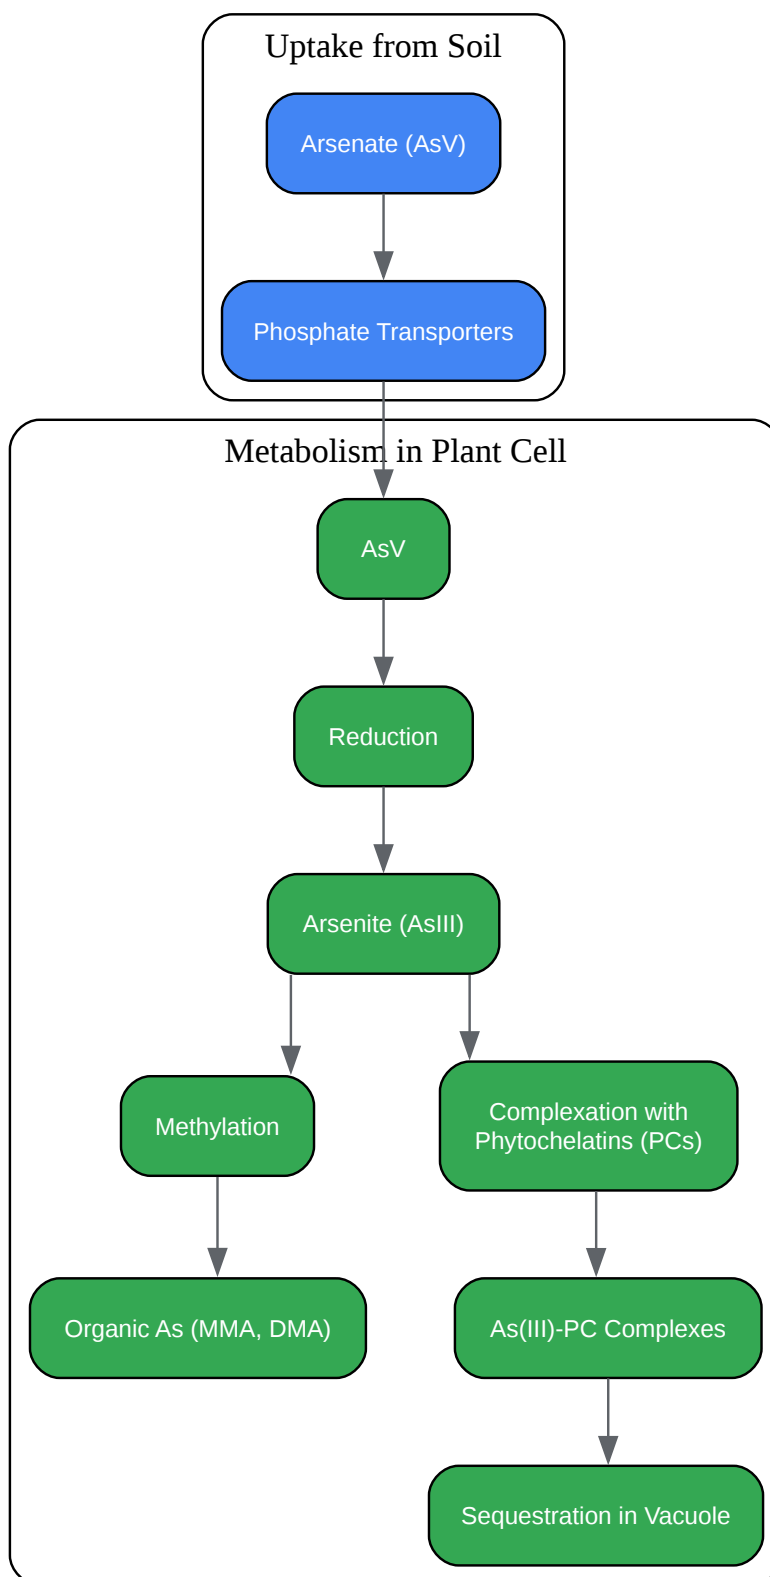 Uptake from Soil
Arsenate (AsV)
Phosphate Transporters
Metabolism in Plant Cell
AsV
Reduction
Arsenite (AsIII)
Methylation
Complexation with
Phytochelatins (PCs)
Organic As (MMA, DMA)
As(III)-PC Complexes
Sequestration in Vacuole